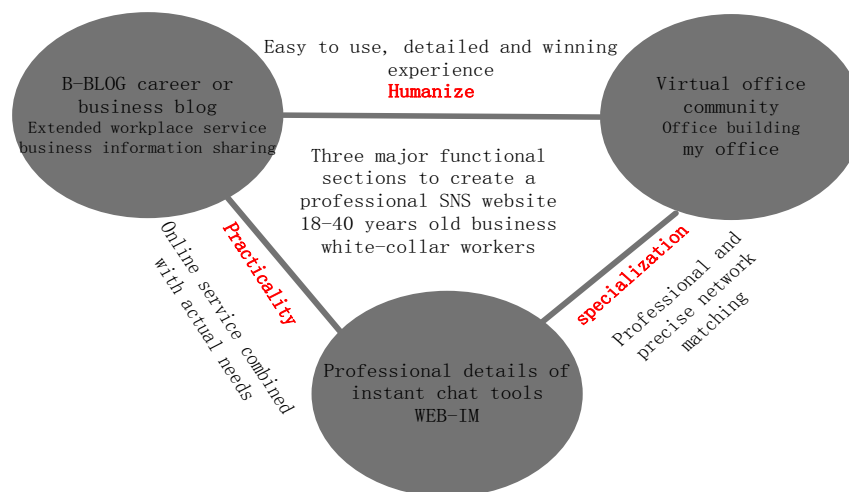 Easy to use, detailed and winning
experience
Humanize
B-BLOG career or
business blog
Extended workplace service
business information sharing
Virtual office
community
Office building
my office
Three major functional
sections to create a
professional SNS website
18-40 years old business
white-collar workers
Practicality
Online service combined
with actual needs
specialization
Professional and
precise network
matching
Professional details of
instant chat tools
WEB-IM